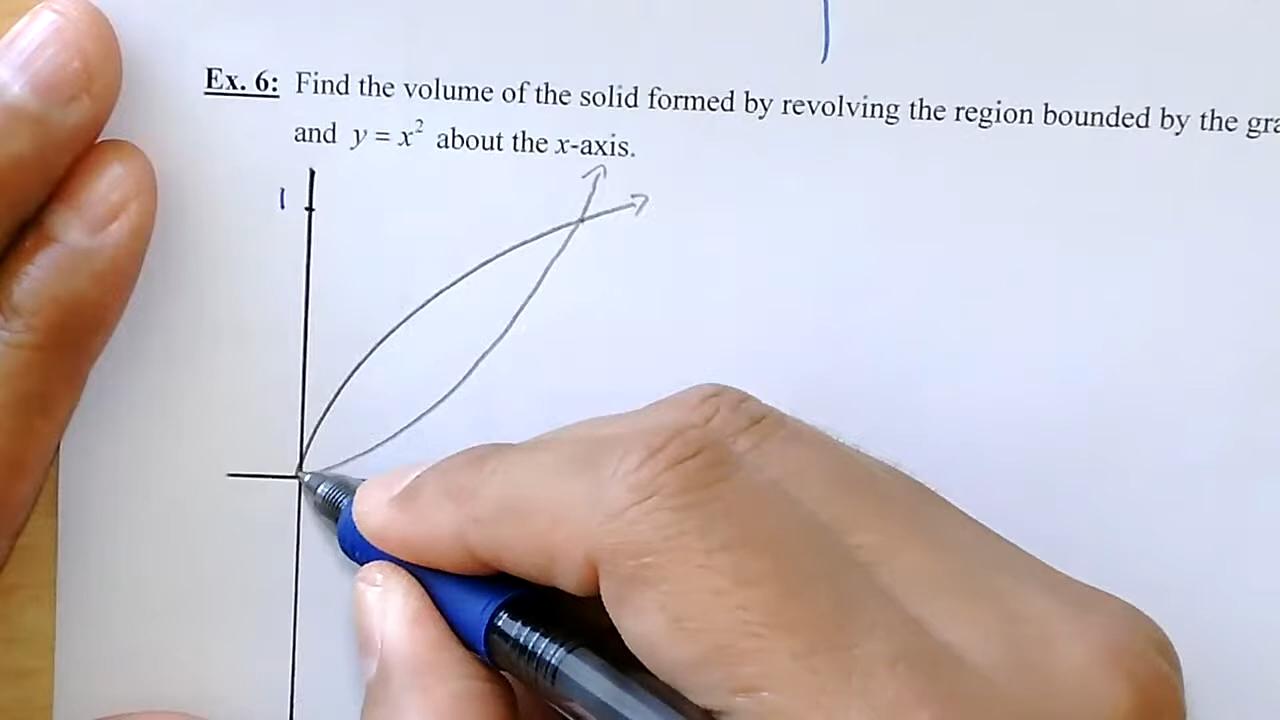 Ex. 6: Find the volume of the solid formed by revolving the region bounded by the
and y = x² about the x-axis.
1